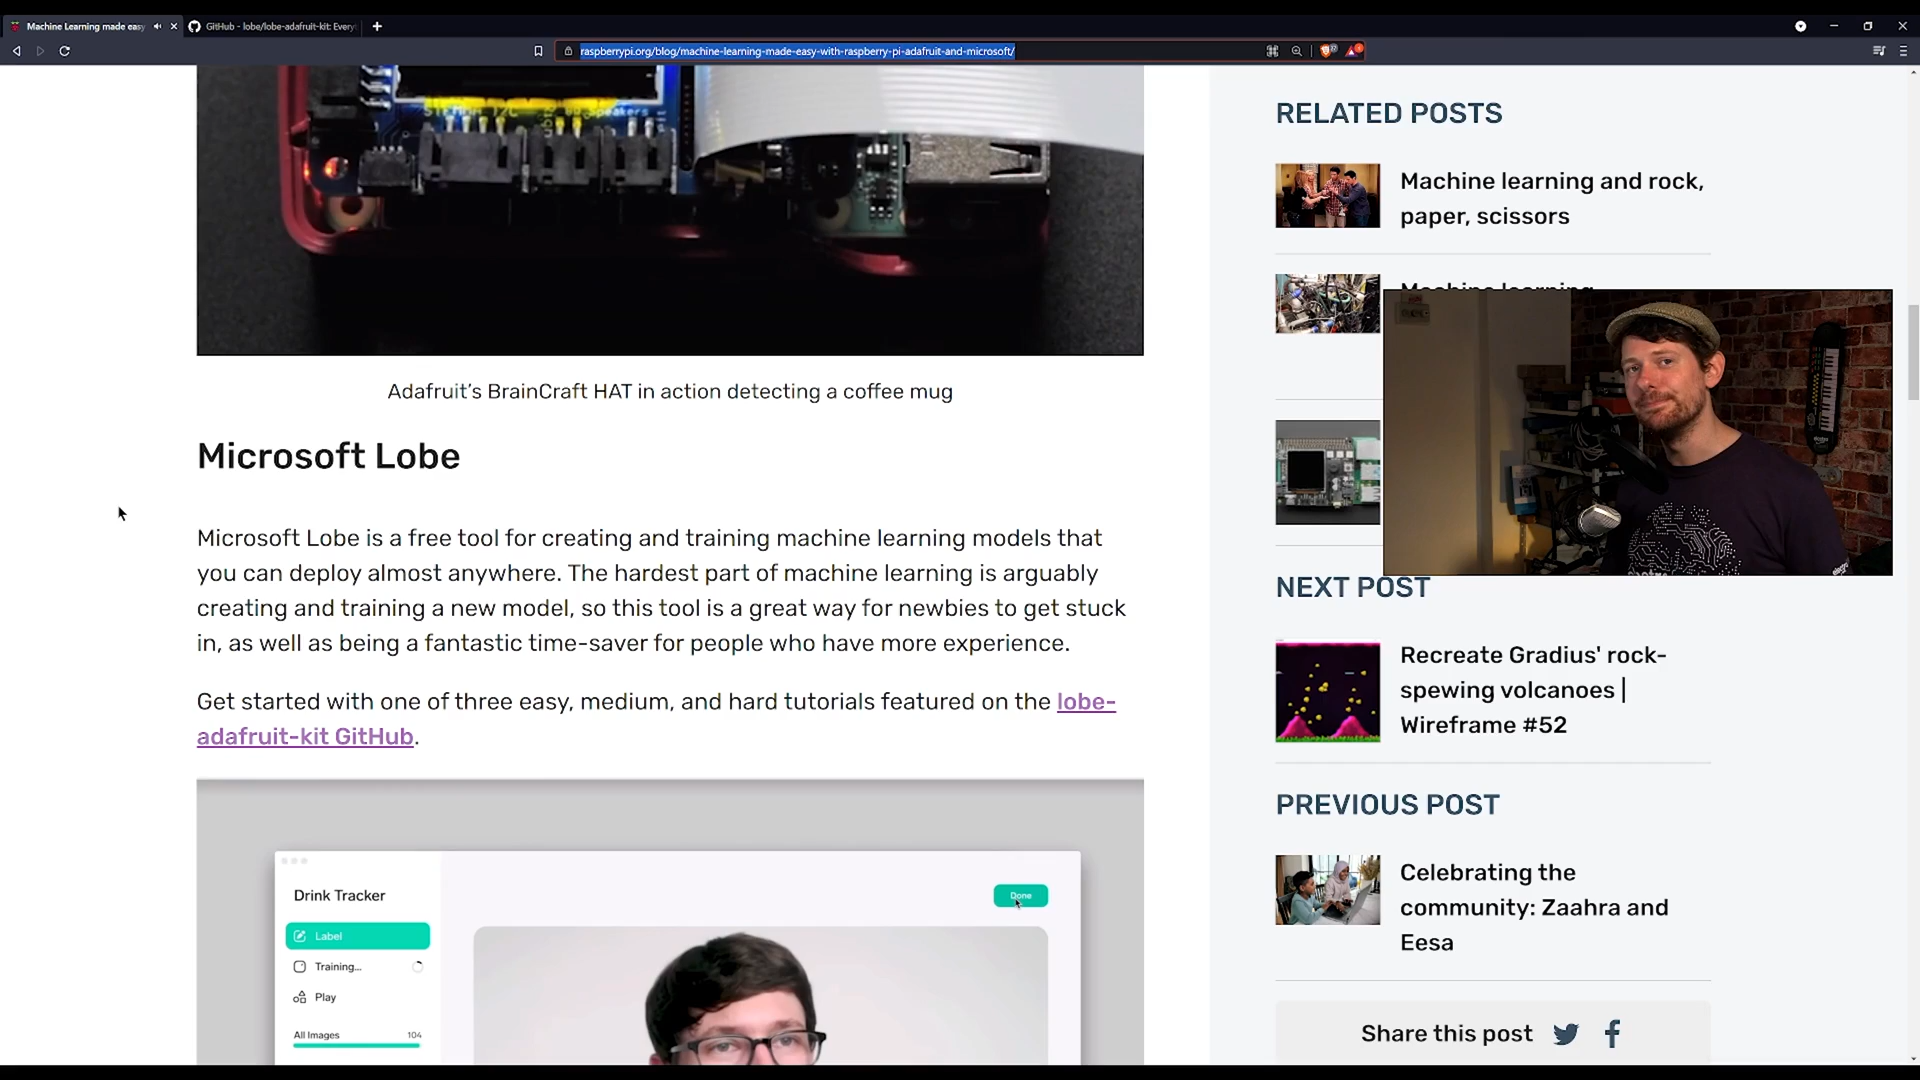 Machine Learning made easy
GitHub - lobe/lobe-adafruit-kit: Every
raspberrypi.org/blog/machine-learning-made-easy-with-raspberry-pi-adafruit-and-microsoft/
Speakers
Adafruit's BrainCraft HAT in action detecting a coffee mug
Microsoft Lobe
Microsoft Lobe is a free tool for creating and training machine learning models that
you can deploy almost anywhere. The hardest part of machine learning is arguably
creating and training a new model, so this tool is a great way for newbies to get stuck
in, as well as being a fantastic time-saver for people who have more experience.
Get started with one of three easy, medium, and hard tutorials featured on the lobe-
adafruit-kit GitHub.
Drink Tracker
Done
Label
Training...
Play
All Images 104
RELATED POSTS
Machine learning and rock,
paper, scissors
Machine learning
NEXT POST
Recreate Gradius' rock-
spewing volcanoes |
Wireframe #52
PREVIOUS POST
Celebrating the
community: Zaahra and
Eesa
Share this post